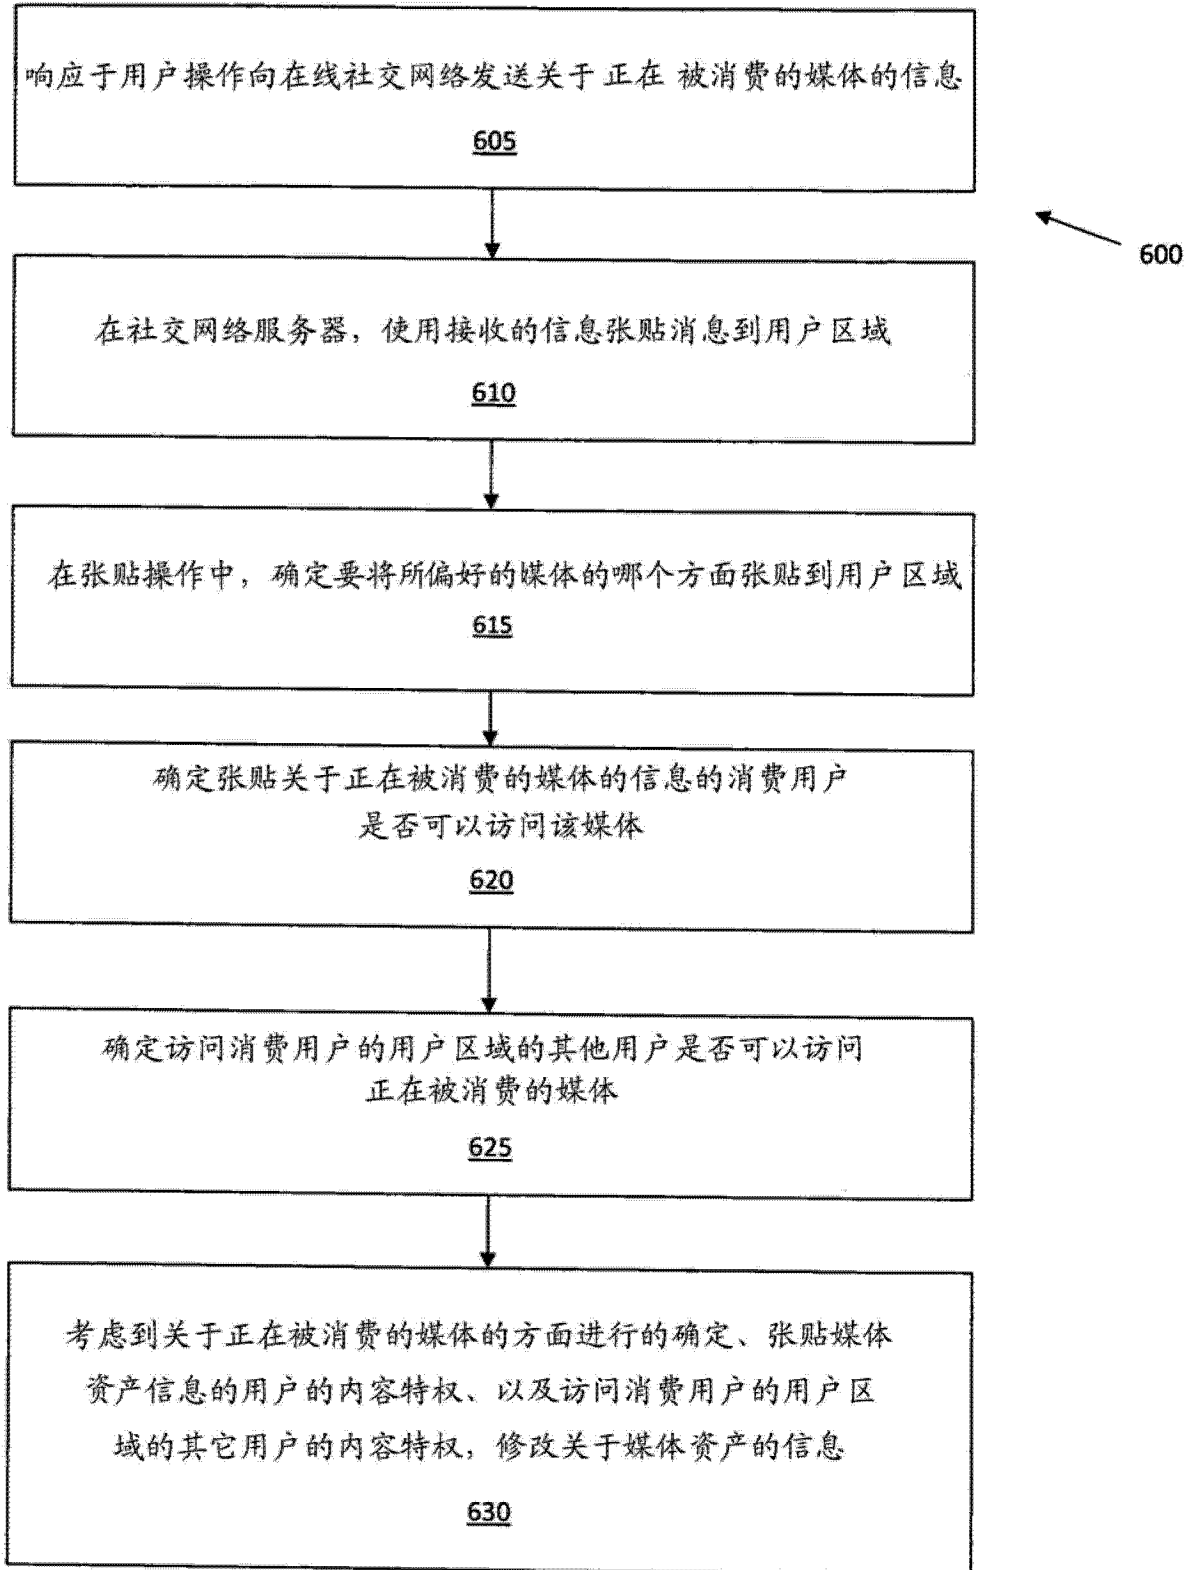 响应于用户操作向在线社交网络发送关于 正在 被消费的媒体的信息
605
600
在社交网络服务器，使用接收的信息张贴消息到用户区域
610
在张贴操作中，确定要将所偏好的媒体的哪个方面张贴到用户区域
615
确定张贴关于正在被消费的媒体的信息的消费用户
是否可以访问该媒体
620
确定访问消费用户的用户区域的其他用户是否可以访问
正在被消费的媒体
625
考虑到关于正在被消费的媒体的方面进行的确定、张贴媒体
资产信息的用户的内容特权、以及访问消费用户的用户区
域的其它用户的内容特权，修改关于媒体资产的信息
630